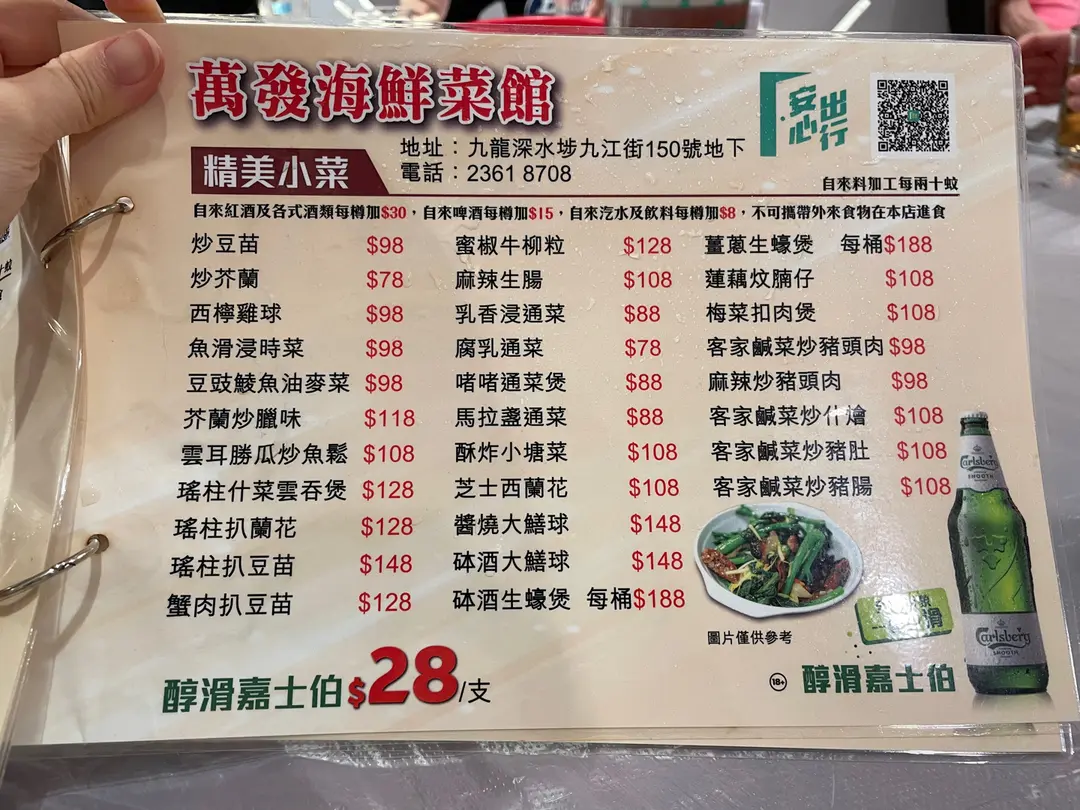 萬發海鮮菜館
安心出行
精美小菜
地址：九龍深水埗九江街150號地下
電話：2361 8708
自來料加工每兩十蚊
自來紅酒及各式酒類每樽加$30，自來啤酒每樽加$15，自來汽水及飲料每樽加$8，不可攜帶外來食物在本店進食
炒豆苗 $98
炒芥蘭 $78
西檸雞球 $98
魚滑浸時菜 $98
豆豉鯪魚油麥菜 $98
芥蘭炒臘味 $118
雲耳勝瓜炒魚鬆 $108
瑤柱什菜雲吞煲 $128
瑤柱扒蘭花 $128
瑤柱扒豆苗 $148
蟹肉扒豆苗 $128
蜜椒牛柳粒 $128
麻辣生腸 $108
乳香浸通菜 $88
腐乳通菜 $78
啫啫通菜煲 $88
馬拉盞通菜 $88
酥炸小塘菜 $108
芝士西蘭花 $108
醬燒大鱔球 $148
砵酒大鱔球 $148
砵酒生蠔煲 每桶$188
薑蔥生蠔煲 每桶$188
蓮藕炆腩仔 $108
梅菜扣肉煲 $108
客家鹹菜炒豬頭肉 $98
麻辣炒豬頭肉 $98
客家鹹菜炒什燴 $108
客家鹹菜炒豬肚 $108
客家鹹菜炒豬腸 $108
圖片僅供參考
Carlsberg
SMOOTH
Carlsberg
SMOOTH
醇滑嘉士伯$28/支
18+
醇滑嘉士伯